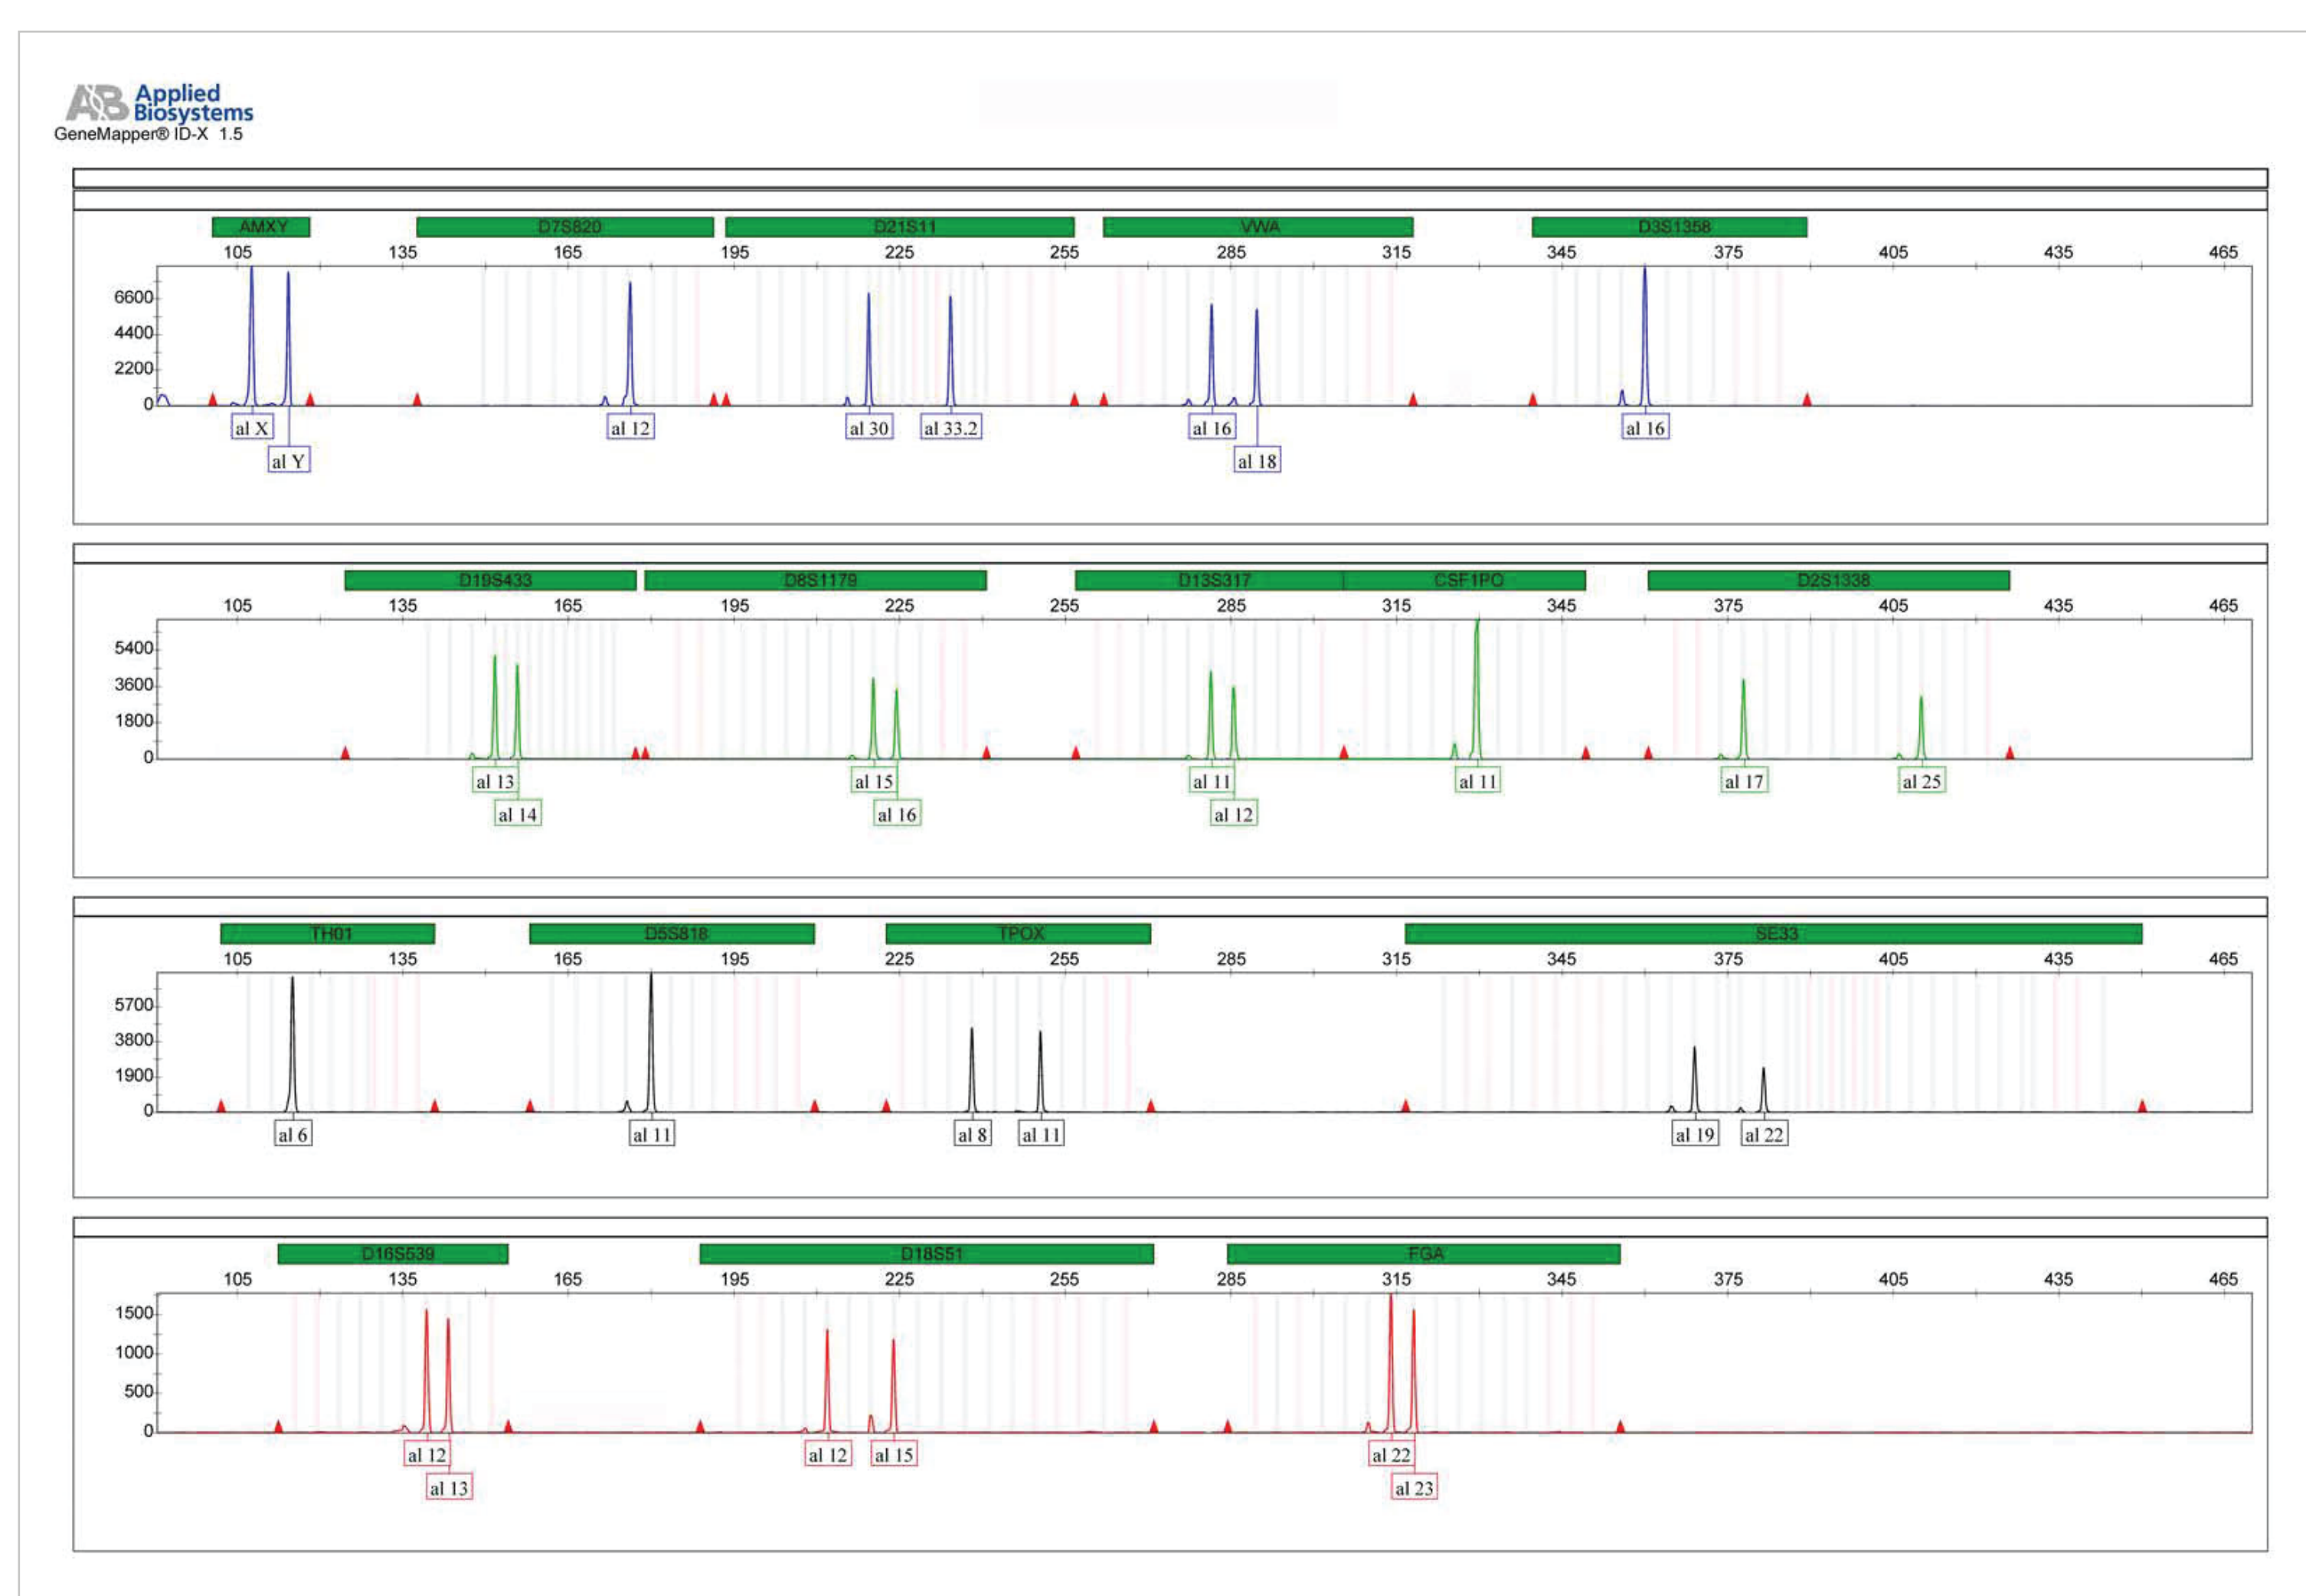 AB Applied
Biosystems
GeneMapper® ID-X 1.5
AMXY D7S820 D21S11 VWA D3S1358
105 135 165 195 225 255 285 315 345 375 405 435 465
6600
4400
2200
0
al X al 12 al 30 al 33.2 al 16 al 16
al Y al 18
D19S433 D8S1179 D13S317 CSF1PO D2S1338
105 135 165 195 225 255 285 315 345 375 405 435 465
5400
3600
1800
0
al 13 al 15 al 11 al 11 al 17 al 25
al 14 al 16 al 12
TH01 D5S818 TPOX SE33
105 135 165 195 225 255 285 315 345 375 405 435 465
5700
3800
1900
0
al 6 al 11 al 8 al 11 al 19 al 22
D16S539 D18S51 FGA
105 135 165 195 225 255 285 315 345 375 405 435 465
1500
1000
500
0
al 12 al 12 al 15 al 22
al 13 al 23